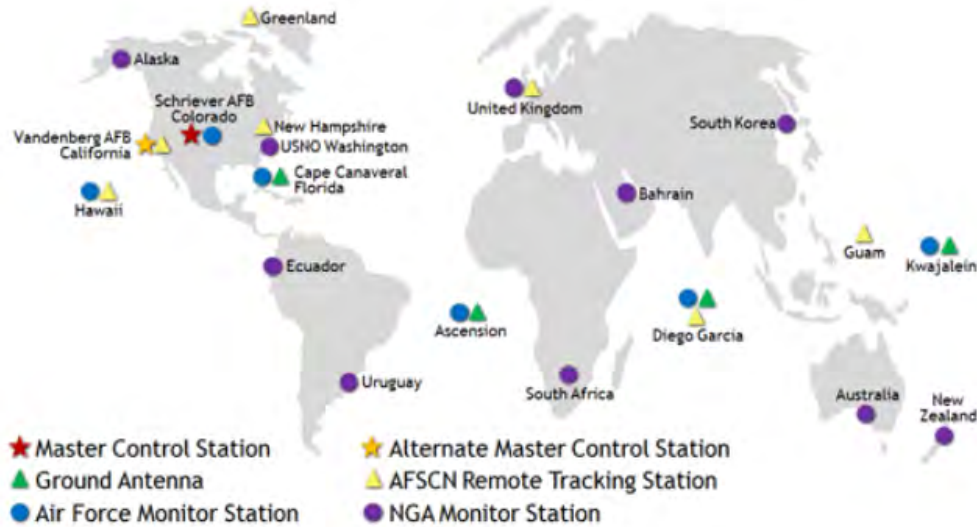 Greenland
Alaska
Schriever AFB
Colorado
Vandenberg AFB
California
New Hampshire
USNO Washington
Cape Canaveral
Florida
Hawaii
United Kingdom
South Korea
Bahrain
Guam
Kwajalein
Ecuador
Ascension
Diego Garcia
Uruguay
South Africa
Australia
New
Zealand
Master Control Station
Alternate Master Control Station
Ground Antenna
AFSCN Remote Tracking Station
Air Force Monitor Station
NGA Monitor Station